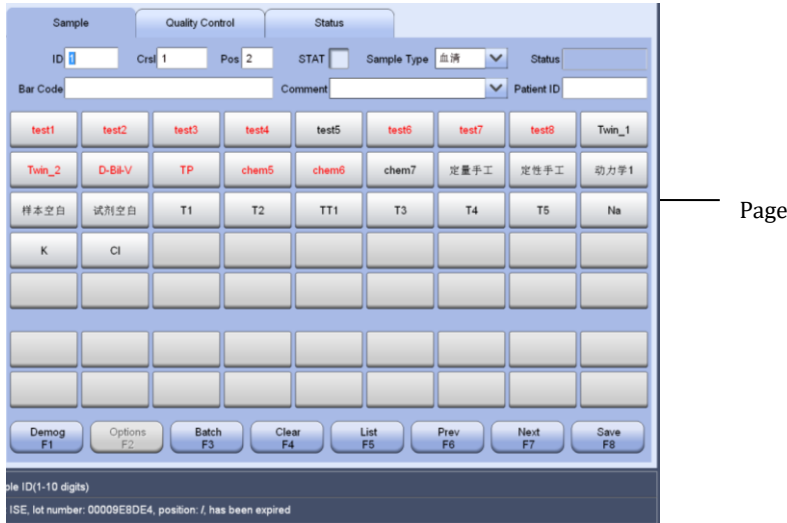 Sample Quality Control Status
ID 1 Crsl 1 Pos 2 STAT Sample Type 血清 Status
Bar Code Comment Patient ID
test1 test2 test3 test4 test5 test6 test7 test8 Twin_1
Twin_2 D-Bil-V TP chem5 chem6 chem7 定量手工 定性手工 动力学1
样本空白 试剂空白 T1 T2 TT1 T3 T4 T5 Na
Page
K Cl
Demog Options Batch Clear List Prev Next Save
F1 F2 F3 F4 F5 F6 F7 F8
ple ID(1-10 digits)
ISE, lot number: 00009E8DE4, position: /, has been expired